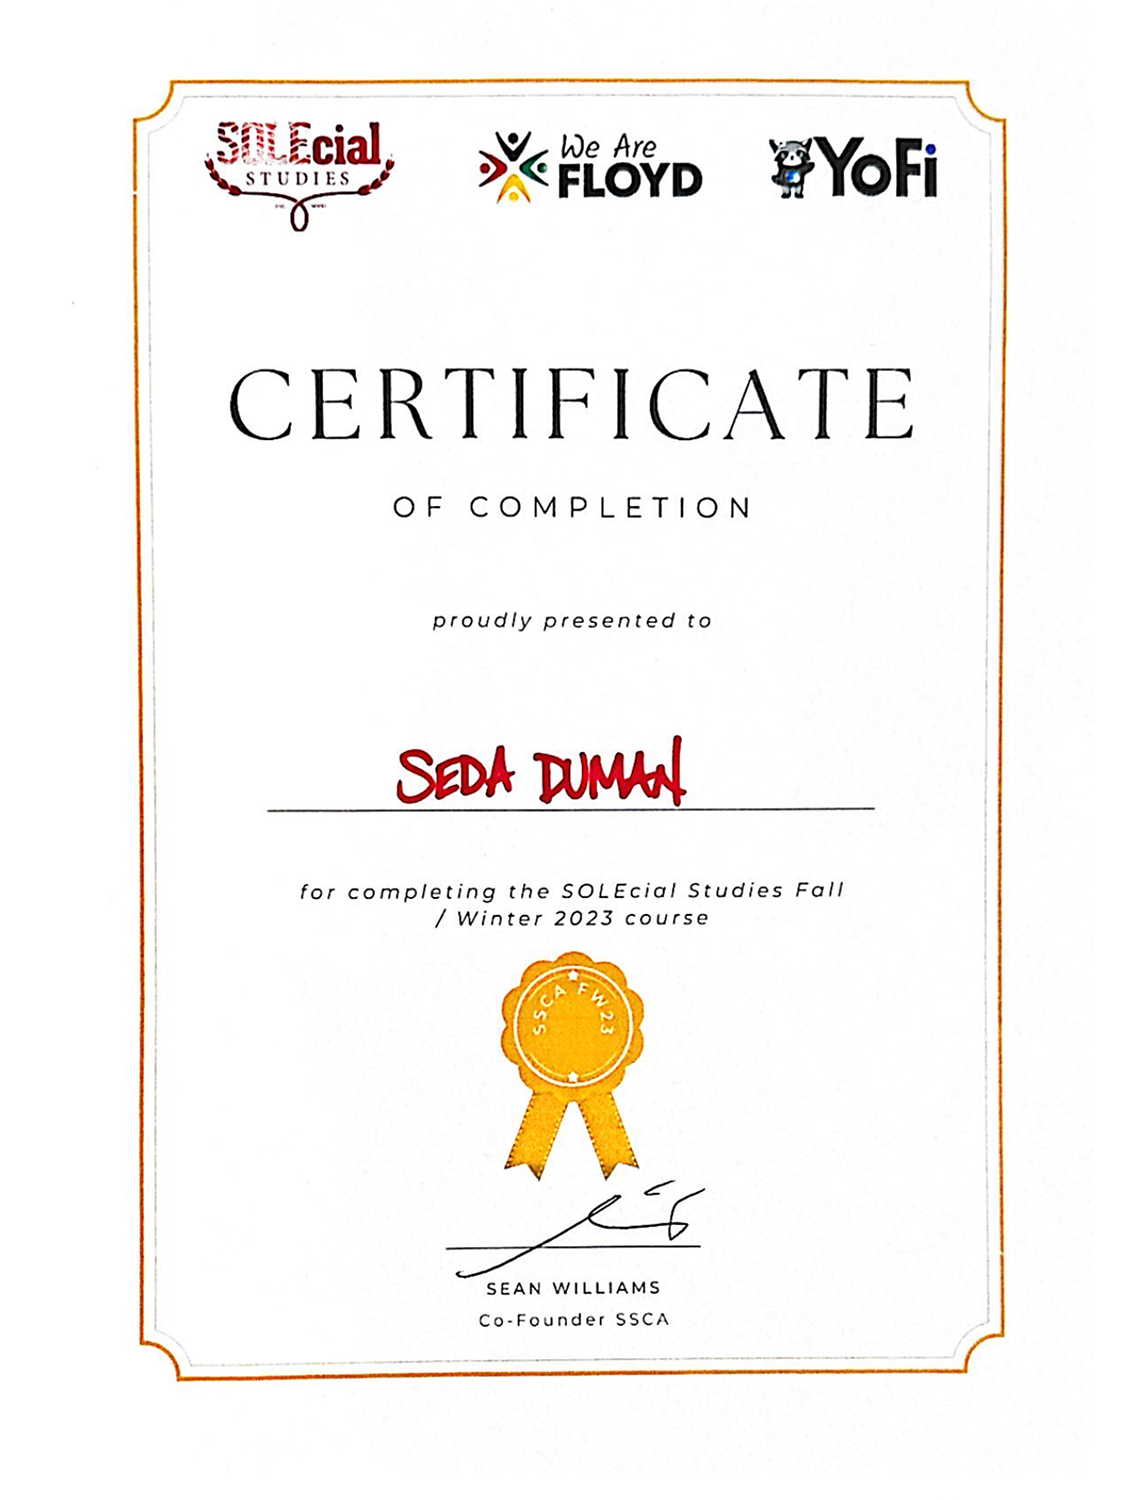 SOLEcial
STUDIES
We Are
FLOYD
YoFi
CERTIFICATE
OF COMPLETION
proudly presented to
SEDA DUMAN
for completing the SOLEcial Studies Fall
/ Winter 2023 course
SSCA FW23
SEAN WILLIAMS
Co-Founder SSCA